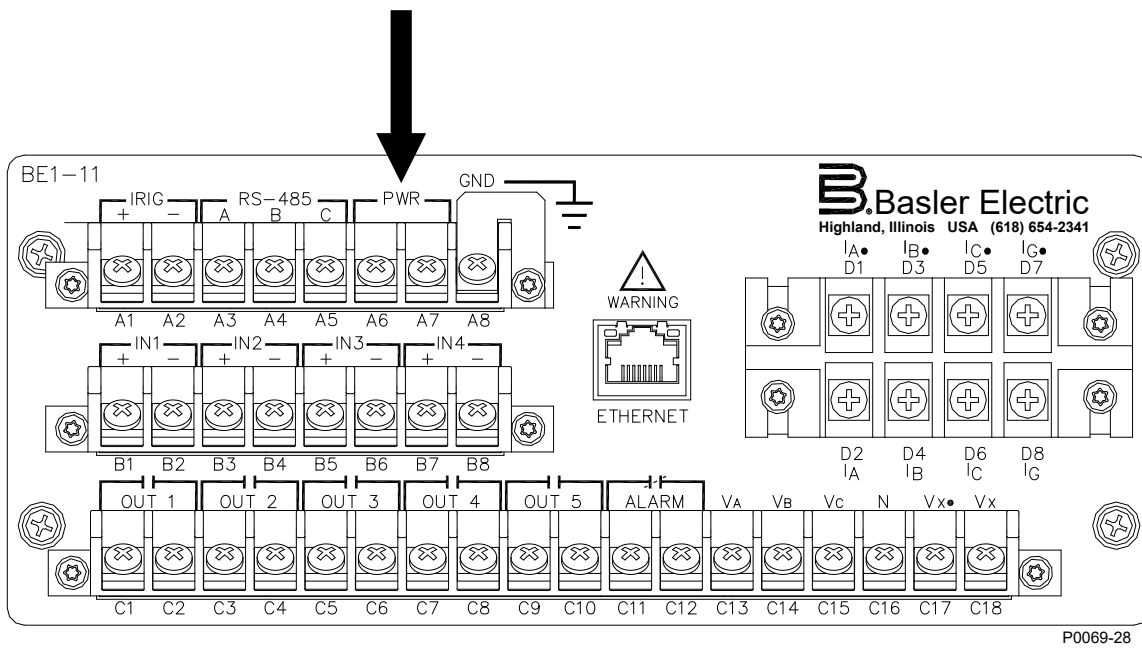 BE1-11
IRIG RS-485 PWR GND
+ − A B C
A1 A2 A3 A4 A5 A6 A7 A8
IN1 IN2 IN3 IN4
+ − + − + − + −
B1 B2 B3 B4 B5 B6 B7 B8
OUT 1 OUT 2 OUT 3 OUT 4 OUT 5 ALARM VA VB VC N VX• VX
C1 C2 C3 C4 C5 C6 C7 C8 C9 C10 C11 C12 C13 C14 C15 C16 C17 C18
!
WARNING
ETHERNET
B. Basler Electric
Highland, Illinois USA (618) 654-2341
IA• IB• IC• IG•
D1 D3 D5 D7
D2 D4 D6 D8
IA IB IC IG
P0069-28